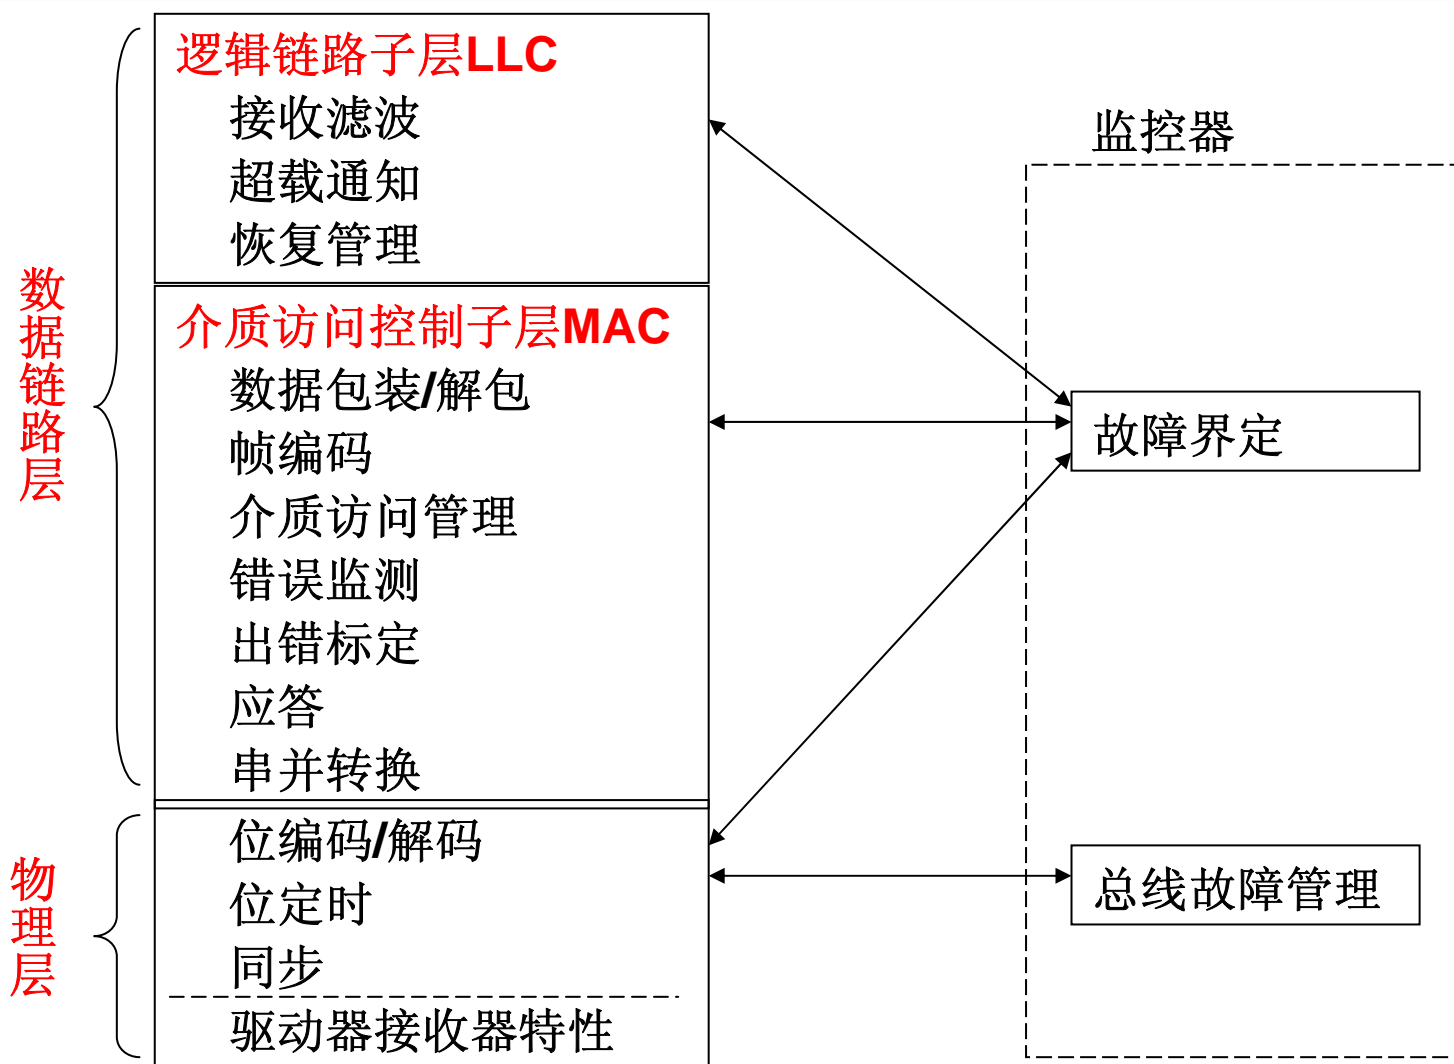 数据链路层
逻辑链路子层LLC
接收滤波
超载通知
恢复管理
介质访问控制子层MAC
数据包装/解包
帧编码
介质访问管理
错误监测
出错标定
应答
串并转换
物理层
位编码/解码
位定时
同步
驱动器接收器特性
监控器
故障界定
总线故障管理